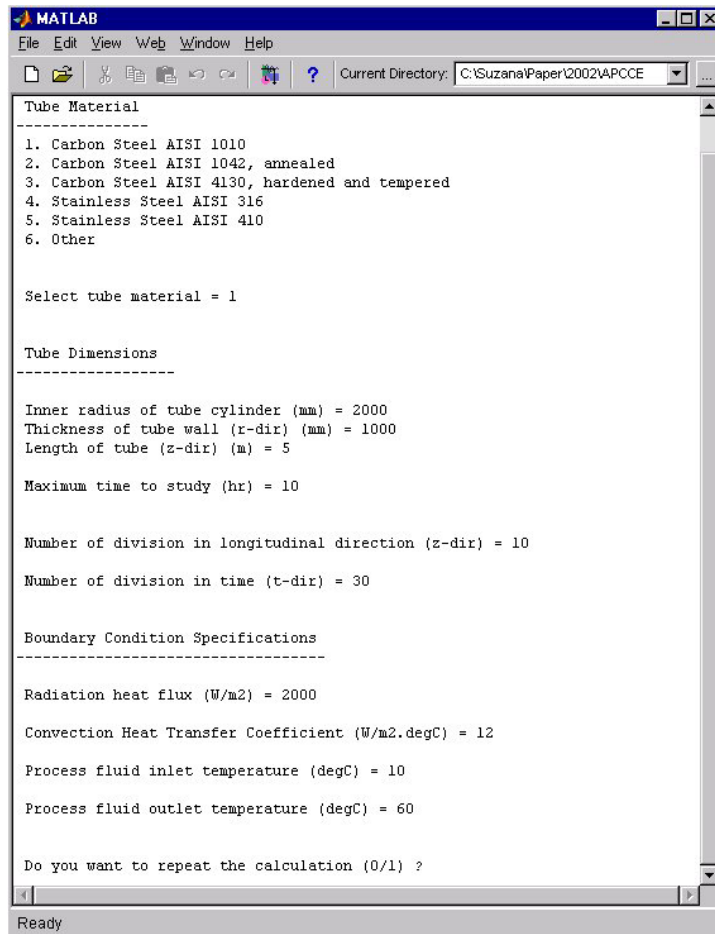 MATLAB
File Edit View Web Window Help
? Current Directory: C:\Suzana\Paper\2002\APCCE ...
Tube Material
---------------
1. Carbon Steel AISI 1010
2. Carbon Steel AISI 1042, annealed
3. Carbon Steel AISI 4130, hardened and tempered
4. Stainless Steel AISI 316
5. Stainless Steel AISI 410
6. Other
Select tube material = 1
Tube Dimensions
------------------
Inner radius of tube cylinder (mm) = 2000
Thickness of tube wall (r-dir) (mm) = 1000
Length of tube (z-dir) (m) = 5
Maximum time to study (hr) = 10
Number of division in longitudinal direction (z-dir) = 10
Number of division in time (t-dir) = 30
Boundary Condition Specifications
-----------------------------------
Radiation heat flux (W/m2) = 2000
Convection Heat Transfer Coefficient (W/m2.degC) = 12
Process fluid inlet temperature (degC) = 10
Process fluid outlet temperature (degC) = 60
Do you want to repeat the calculation (0/1) ?
Ready